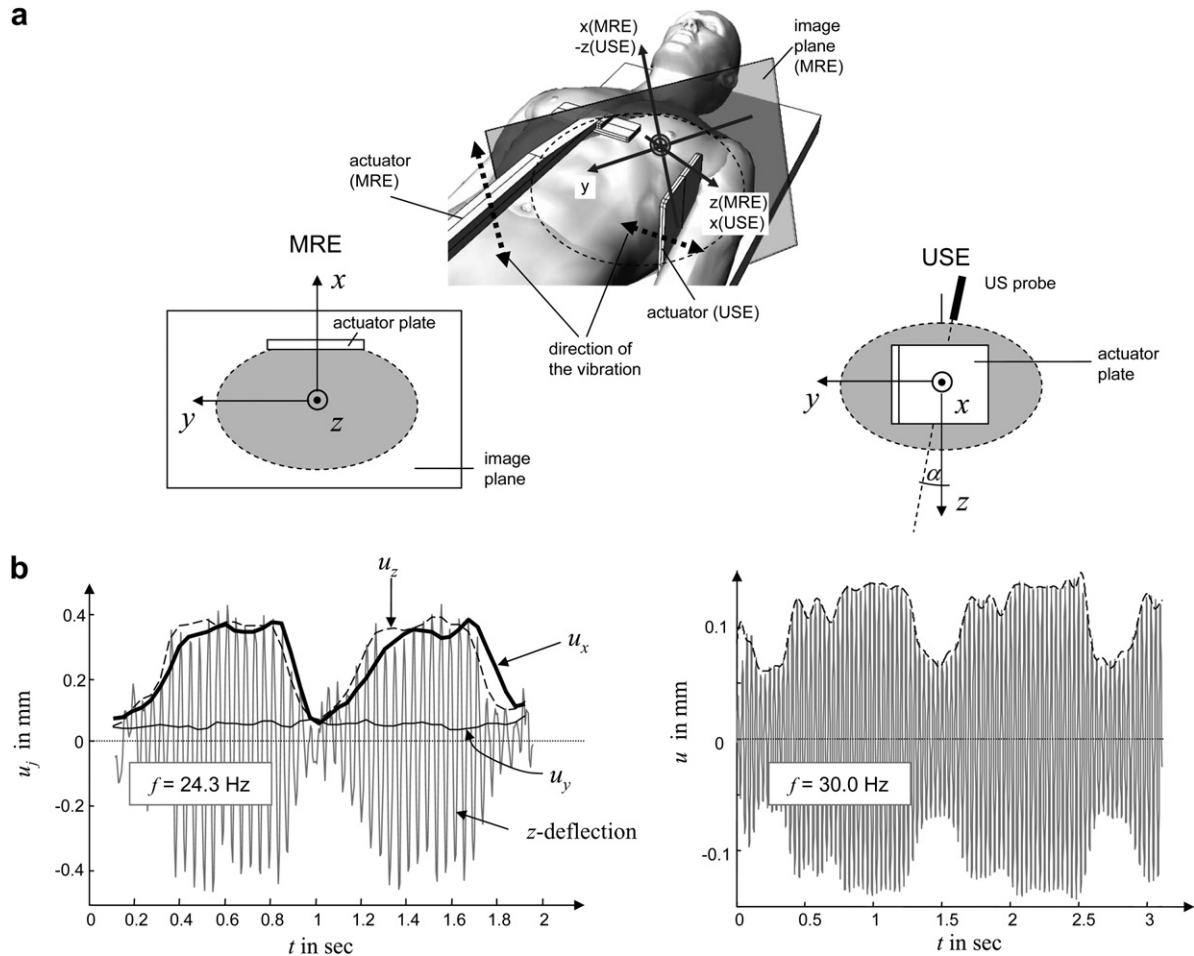 a
x(MRE)
-z(USE)
image
plane
(MRE)
actuator
(MRE)
y
z(MRE)
x(USE)
actuator (USE)
direction of
the vibration
MRE
x
actuator plate
y
z
image
plane
USE
US probe
actuator
plate
y
x
α
z
b
u_z
u_x
u_y
z-deflection
f = 24.3 Hz
u_j in mm
0.4
0.2
0
-0.2
-0.4
0
0.2
0.4
0.6
0.8
1
1.2
1.4
1.6
1.8
2
t in sec
f = 30.0 Hz
u in mm
0.1
0
-0.1
0
0.5
1
1.5
2
2.5
3
t in sec